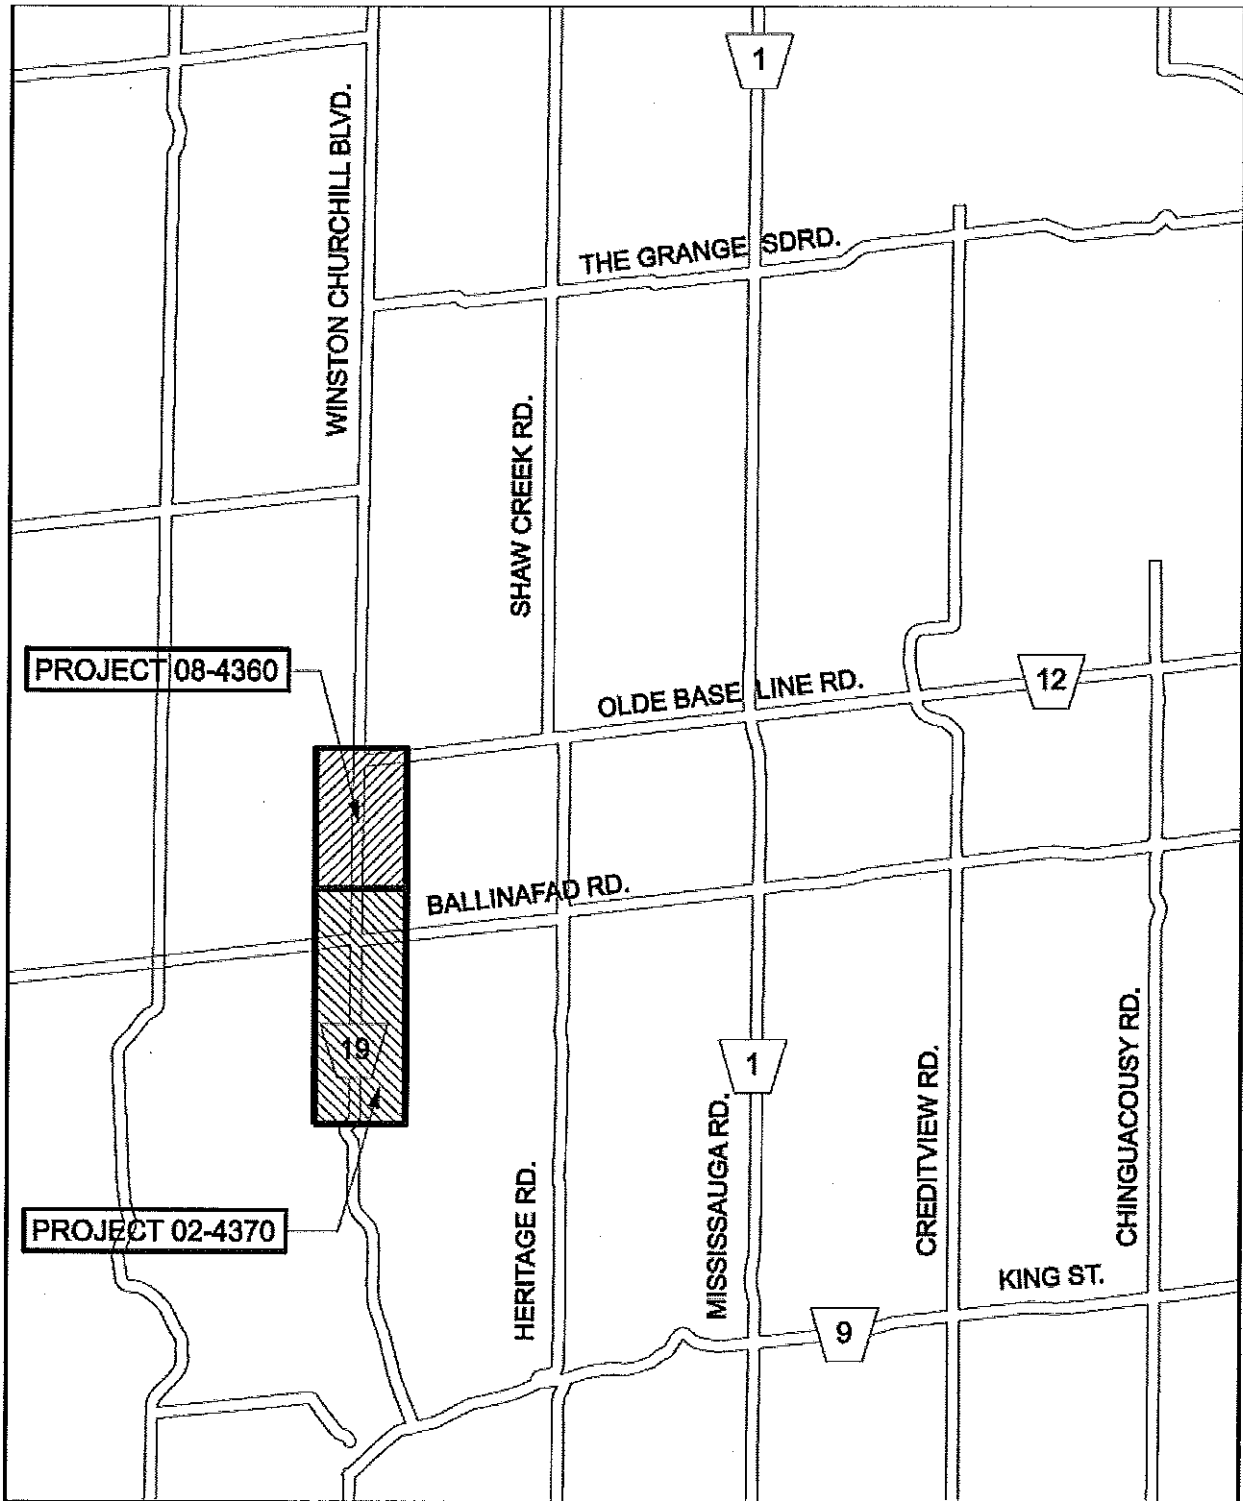 1
WINSTON CHURCHILL BLVD.
THE GRANGE SDRD.
SHAW CREEK RD.
PROJECT 08-4360
OLDE BASE LINE RD.
12
BALLINAFAD RD.
19
1
PROJECT 02-4370
HERITAGE RD.
MISSISSAUGA RD.
CREDITVIEW RD.
CHINGUACOUSY RD.
KING ST.
9